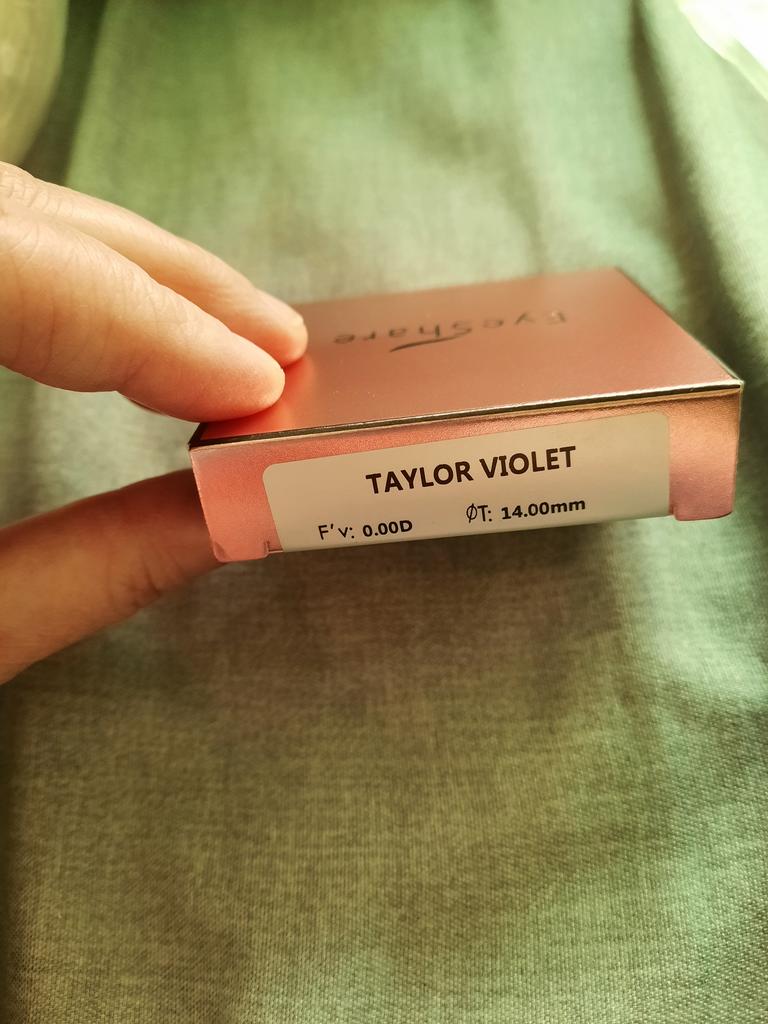 EyeShare
TAYLOR VIOLET
F'v: 0.00D ØT: 14.00mm